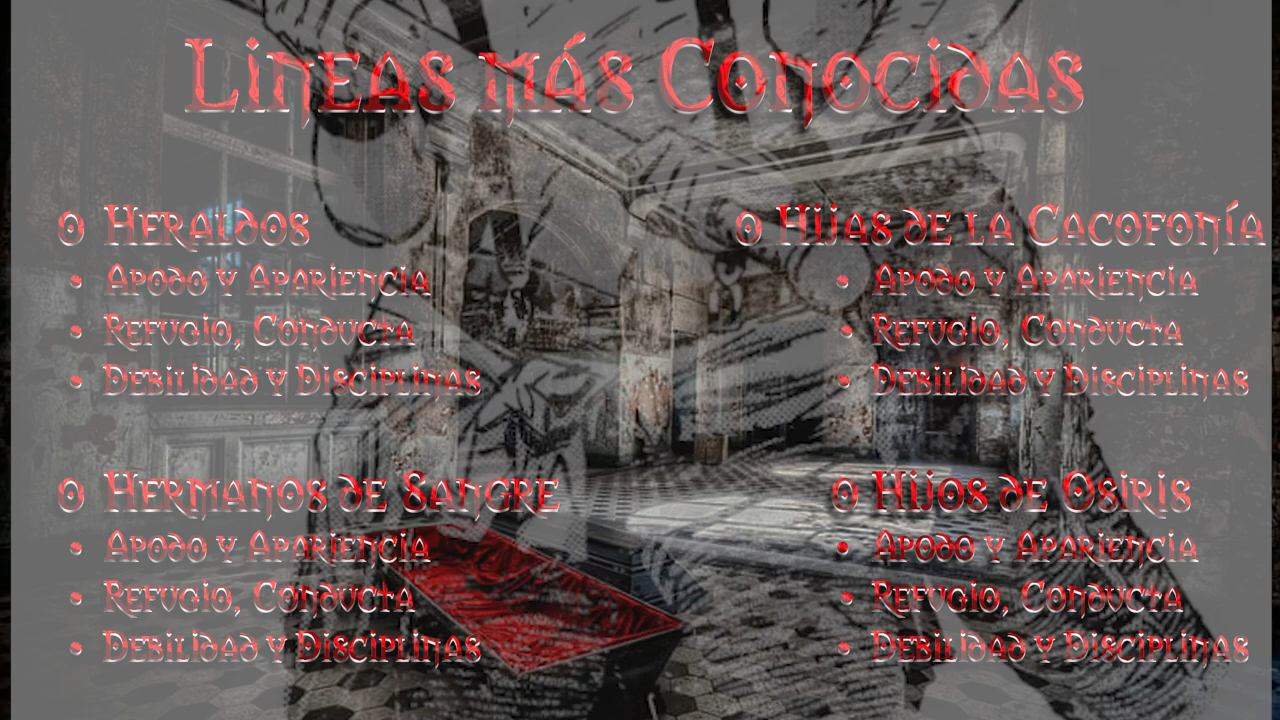 Lineas más Conocidas
o Heraldos
• Apodo y Apariencia
• Refugio, Conducta
• Debilidad y Disciplinas
o Hermanos de Sangre
• Apodo y Apariencia
• Refugio, Conducta
• Debilidad y Disciplinas
o Hijas de la Cacofonía
• Apodo y Apariencia
• Refugio, Conducta
• Debilidad y Disciplinas
o Hijos de Osiris
• Apodo y Apariencia
• Refugio, Conducta
• Debilidad y Disciplinas